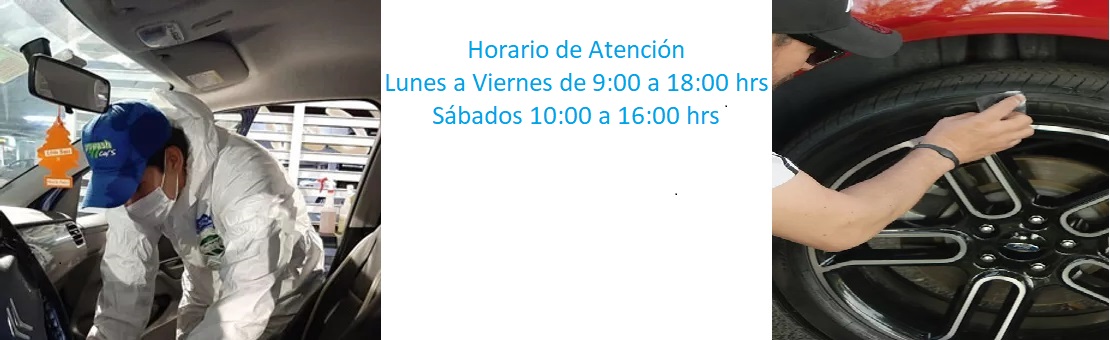 Horario de Atención
Lunes a Viernes de 9:00 a 18:00 hrs
Sábados 10:00 a 16:00 hrs